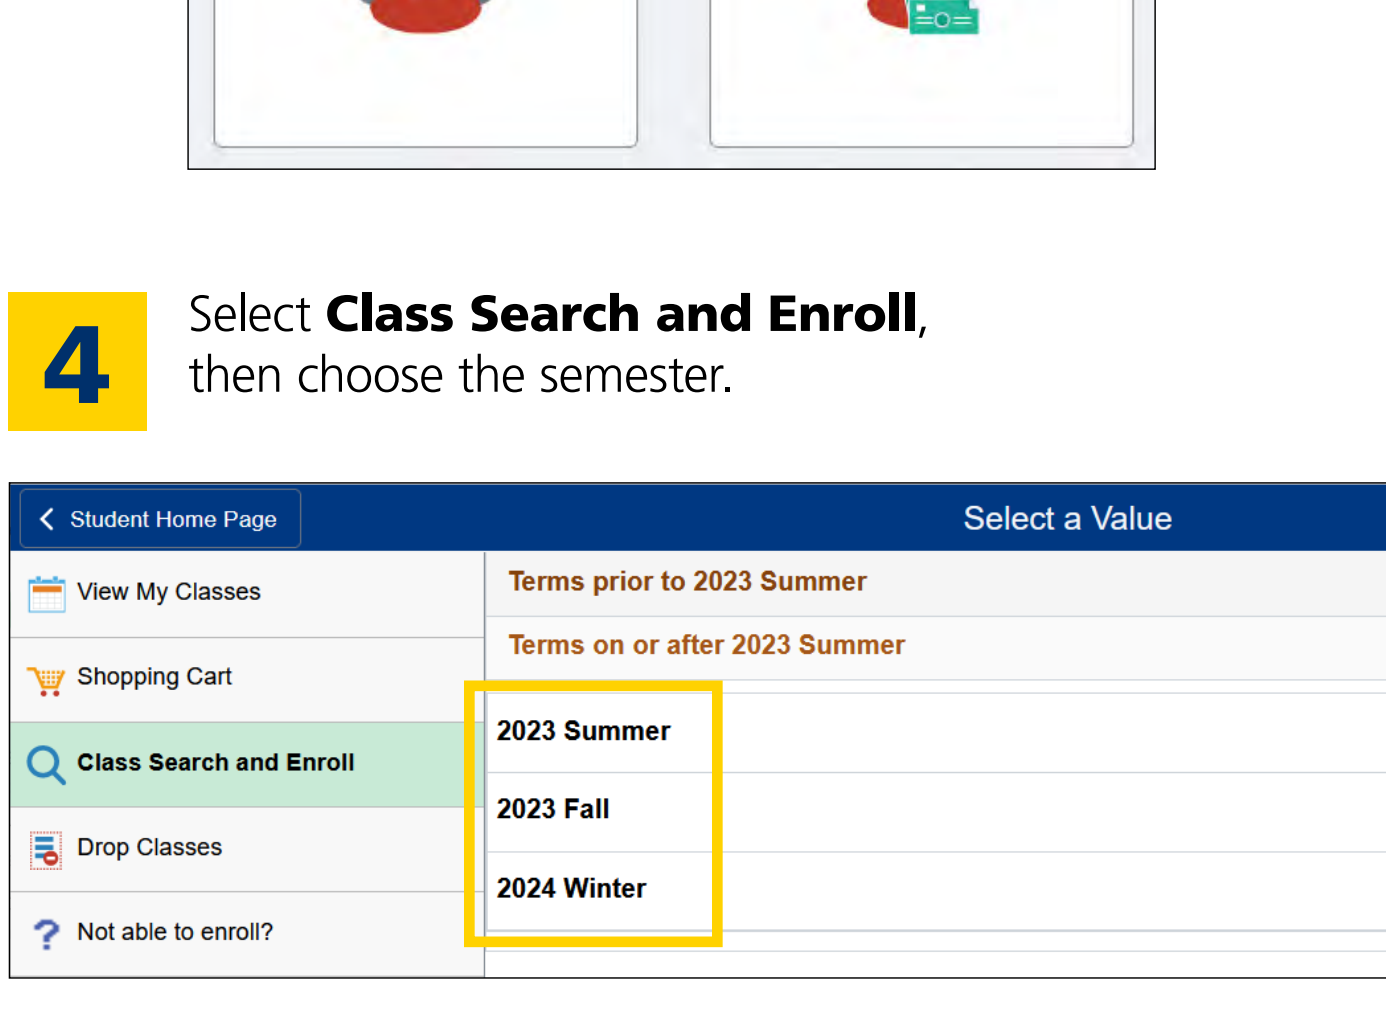 4
Select Class Search and Enroll,
then choose the semester.
Student Home Page
Select a Value
View My Classes
Shopping Cart
Class Search and Enroll
Drop Classes
Not able to enroll?
Terms prior to 2023 Summer
Terms on or after 2023 Summer
2023 Summer
2023 Fall
2024 Winter